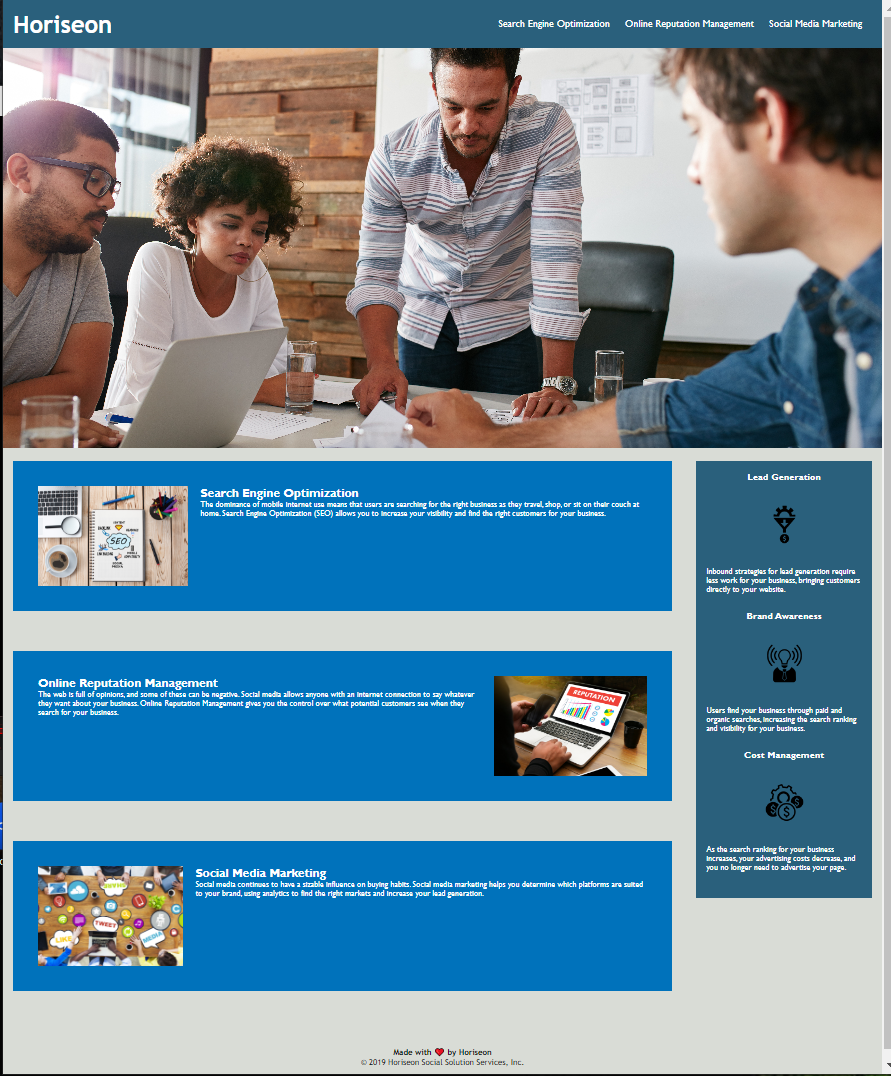 Horiseon
Search Engine Optimization
Online Reputation Management
Social Media Marketing
SEO
Search Engine Optimization
The dominance of mobile internet use means that users are searching for the right business as they travel, shop, or sit on their couch at
home. Search Engine Optimization (SEO) allows you to increase your visibility and find the right customers for your business.
Online Reputation Management
The web is full of opinions, and some of these can be negative. Social media allows anyone with an internet connection to say whatever
they want about your business. Online Reputation Management gives you the control over what potential customers see when they
search for your business.
REPUTATION
SHARE
TWEET
LIKE
MEDIA
Social Media Marketing
Social media continues to have a sizable influence on buying habits. Social media marketing helps you determine which platforms are suited
to your brand, using analytics to find the right markets and increase your lead generation.
Lead Generation
Inbound strategies for lead generation require
less work for your business, bringing customers
directly to your website.
Brand Awareness
Users find your business through paid and
organic searches, increasing the search ranking
and visibility for your business.
Cost Management
As the search ranking for your business
increases, your advertising costs decrease, and
you no longer need to advertise your page.
Made with ❤️ by Horiseon
© 2019 Horiseon Social Solution Services, Inc.